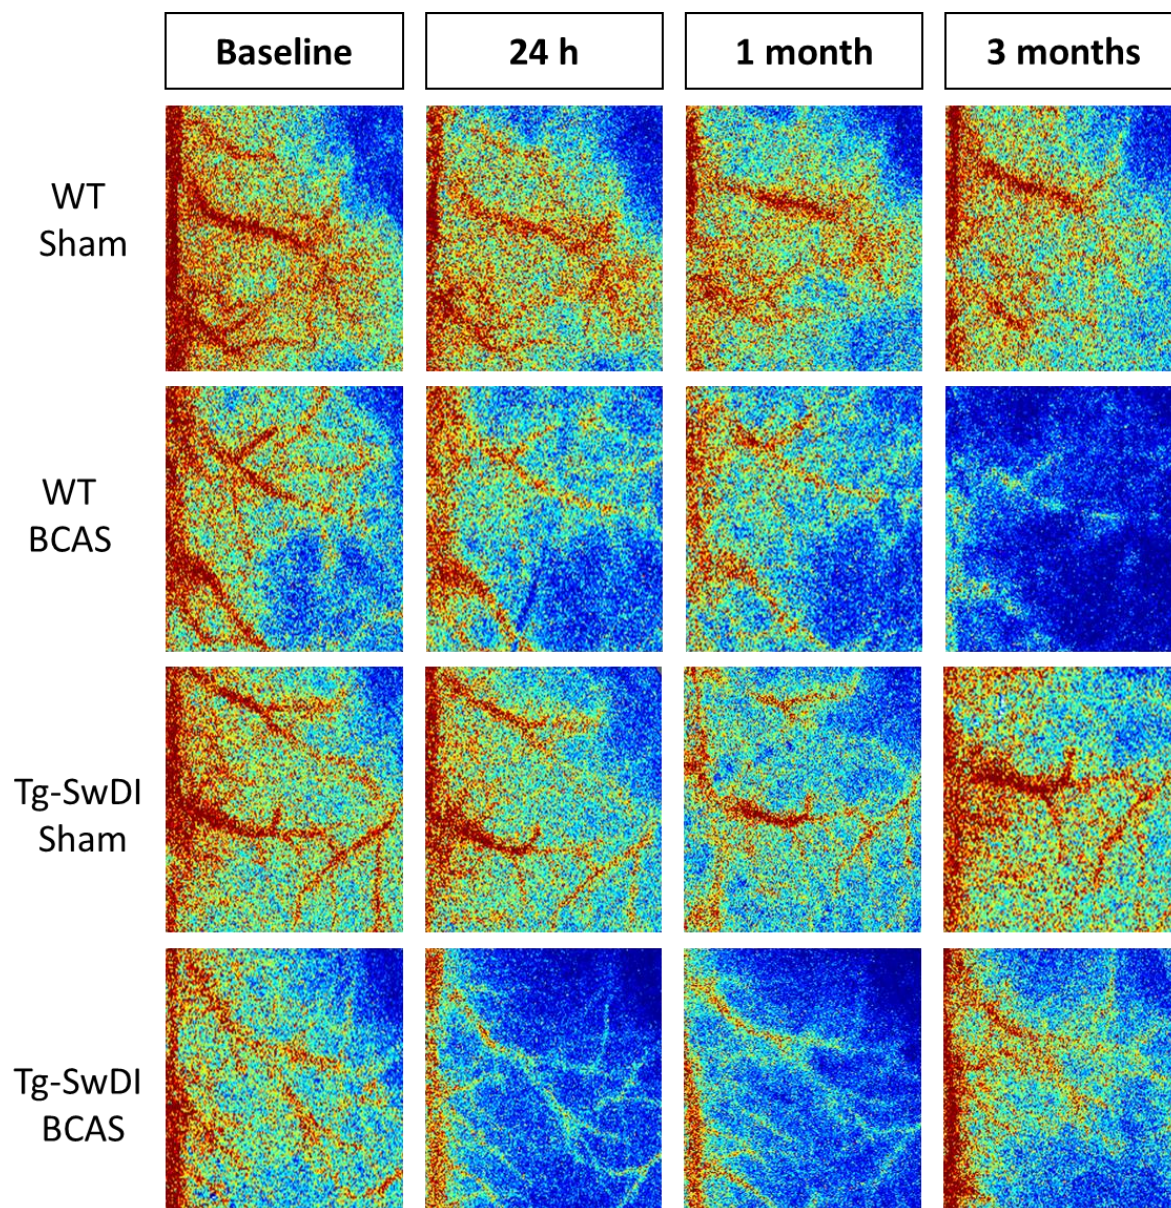 Baseline
24 h
1 month
3 months
WT
Sham
WT
BCAS
Tg-SwDI
Sham
Tg-SwDI
BCAS